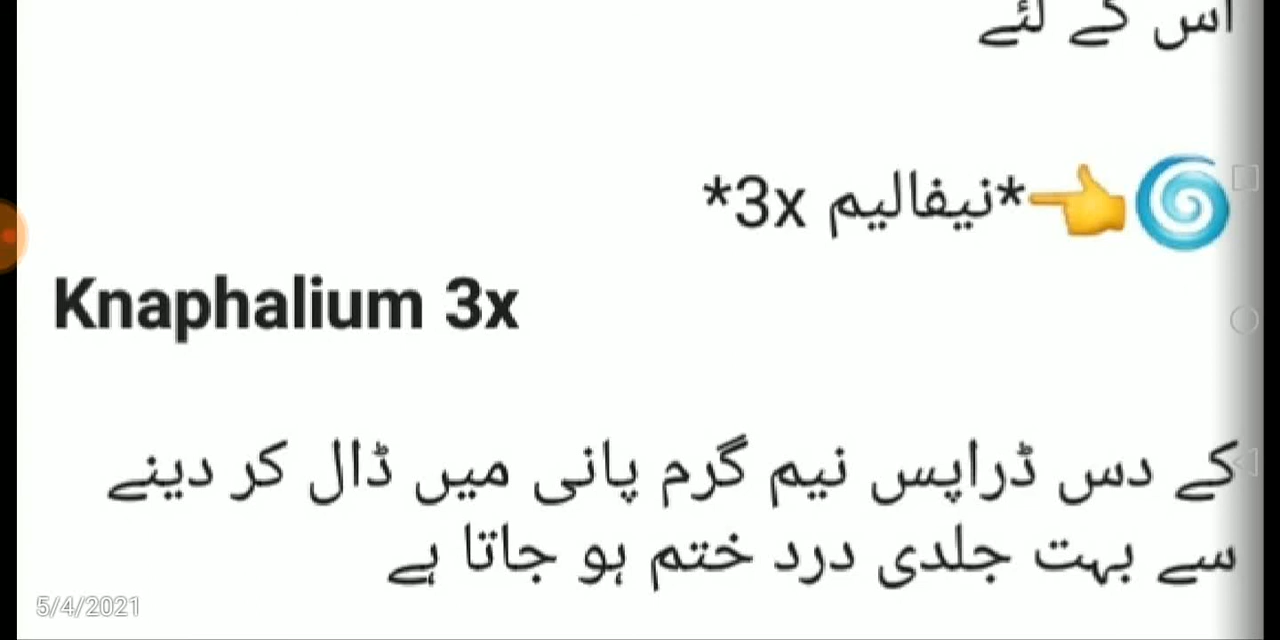 اس کے لئے
🌀👈*نیفالیم 3x*
Knaphalium 3x
کے دس ڈراپس نیم گرم پانی میں ڈال کر دینے
سے بہت جلدی درد ختم ہو جاتا ہے
5/4/2021